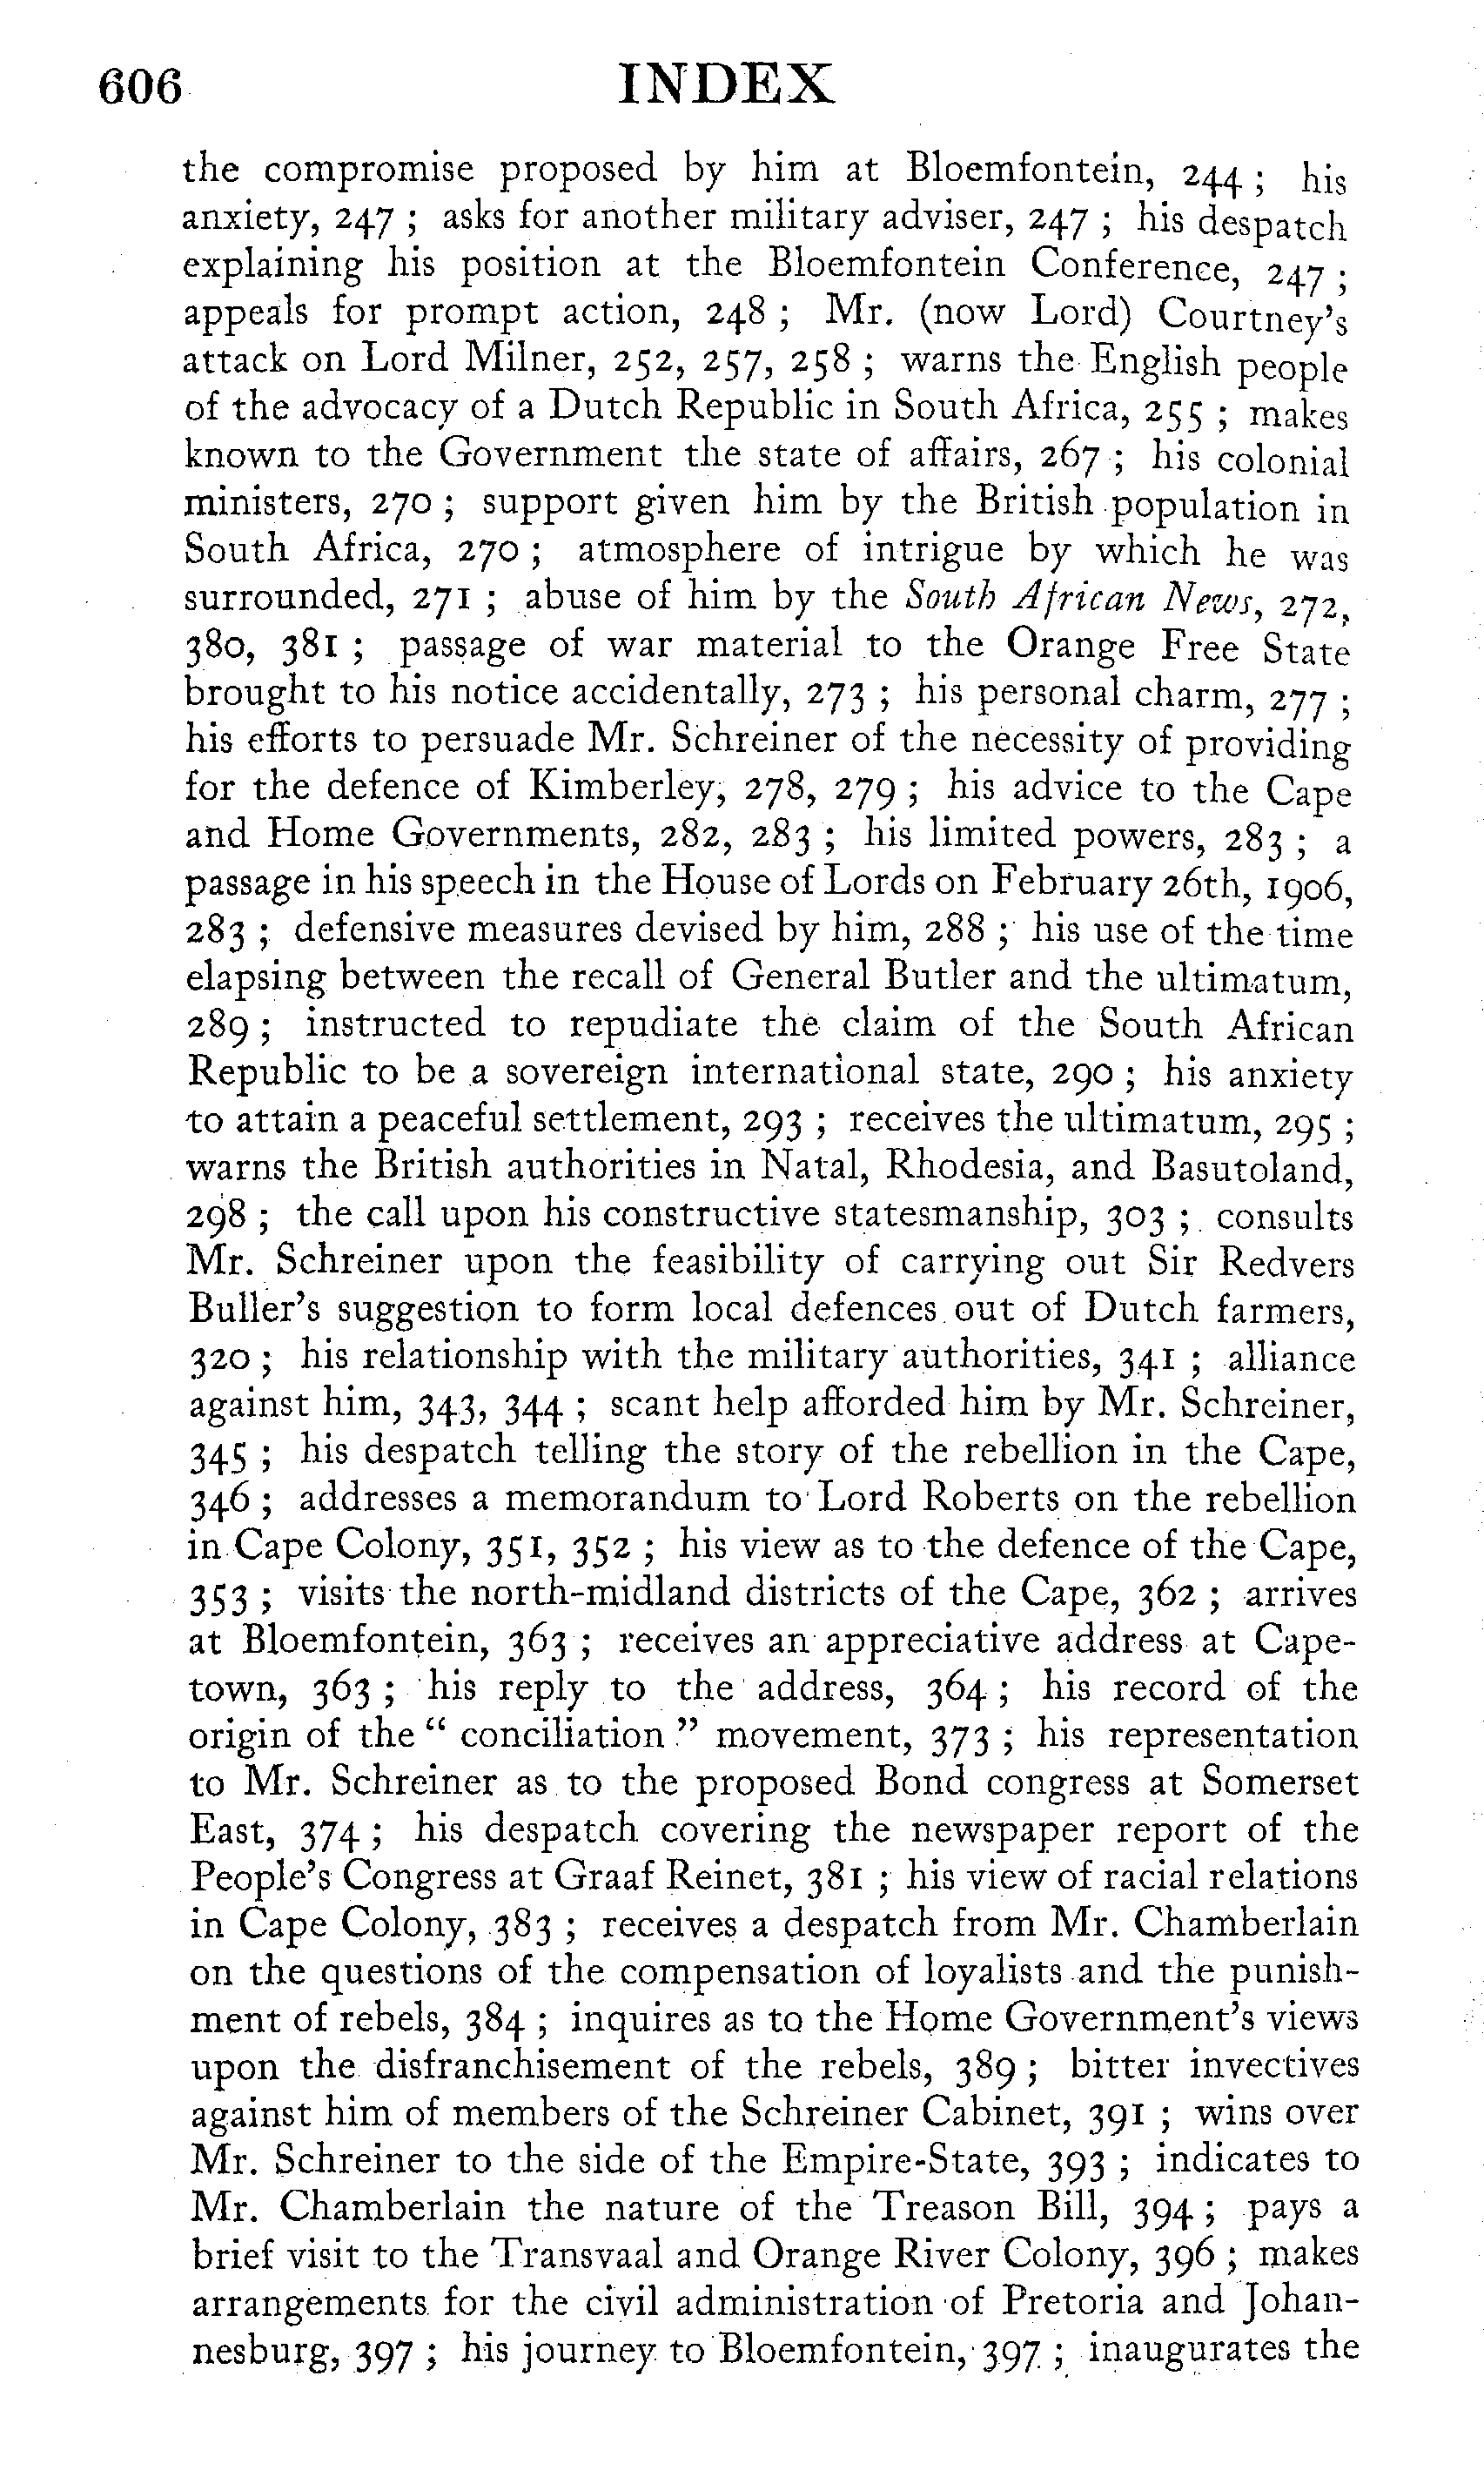 606 INDEX
the compromise proposed by him at Bloemfontein, 244 ; his
anxiety, 247 ; asks for another military adviser, 247 ; his despatch
explaining his position at the Bloemfontein Conference, 247 ;
appeals for prompt action, 248 ; Mr. (now Lord) Courtney's
attack on Lord Milner, 252, 257, 258 ; warns the English people
of the advocacy of a Dutch Republic in South Africa, 255 ; makes
known to the Government the state of affairs, 267 ; his colonial
ministers, 270 ; support given him by the British population in
South Africa, 270 ; atmosphere of intrigue by which he was
surrounded, 271 ; abuse of him by the South African News, 272,
380, 381 ; passage of war material to the Orange Free State
brought to his notice accidentally, 273 ; his personal charm, 277 ;
his efforts to persuade Mr. Schreiner of the necessity of providing
for the defence of Kimberley, 278, 279 ; his advice to the Cape
and Home Governments, 282, 283 ; his limited powers, 283 ; a
passage in his speech in the House of Lords on February 26th, 1906,
283 ; defensive measures devised by him, 288 ; his use of the time
elapsing between the recall of General Butler and the ultimatum,
289 ; instructed to repudiate the claim of the South African
Republic to be a sovereign international state, 290 ; his anxiety
to attain a peaceful settlement, 293 ; receives the ultimatum, 295 ;
warns the British authorities in Natal, Rhodesia, and Basutoland,
298 ; the call upon his constructive statesmanship, 303 ; consults
Mr. Schreiner upon the feasibility of carrying out Sir Redvers
Buller's suggestion to form local defences out of Dutch farmers,
320 ; his relationship with the military authorities, 341 ; alliance
against him, 343, 344 ; scant help afforded him by Mr. Schreiner,
345 ; his despatch telling the story of the rebellion in the Cape,
346 ; addresses a memorandum to Lord Roberts on the rebellion
in Cape Colony, 351, 352 ; his view as to the defence of the Cape,
353 ; visits the north-midland districts of the Cape, 362 ; arrives
at Bloemfontein, 363 ; receives an appreciative address at Cape-
town, 363 ; his reply to the address, 364 ; his record of the
origin of the “ conciliation ” movement, 373 ; his representation
to Mr. Schreiner as to the proposed Bond congress at Somerset
East, 374 ; his despatch covering the newspaper report of the
People's Congress at Graaf Reinet, 381 ; his view of racial relations
in Cape Colony, 383 ; receives a despatch from Mr. Chamberlain
on the questions of the compensation of loyalists and the punish-
ment of rebels, 384 ; inquires as to the Home Government's views
upon the disfranchisement of the rebels, 389 ; bitter invectives
against him of members of the Schreiner Cabinet, 391 ; wins over
Mr. Schreiner to the side of the Empire-State, 393 ; indicates to
Mr. Chamberlain the nature of the Treason Bill, 394 ; pays a
brief visit to the Transvaal and Orange River Colony, 396 ; makes
arrangements for the civil administration of Pretoria and Johan-
nesburg, 397 ; his journey to Bloemfontein, 397 ; inaugurates the